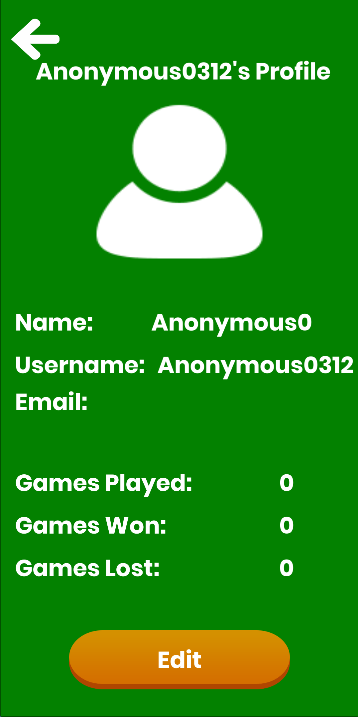 Anonymous0312's Profile
Name: Anonymous0
Username: Anonymous0312
Email:
Games Played: 0
Games Won: 0
Games Lost: 0
Edit